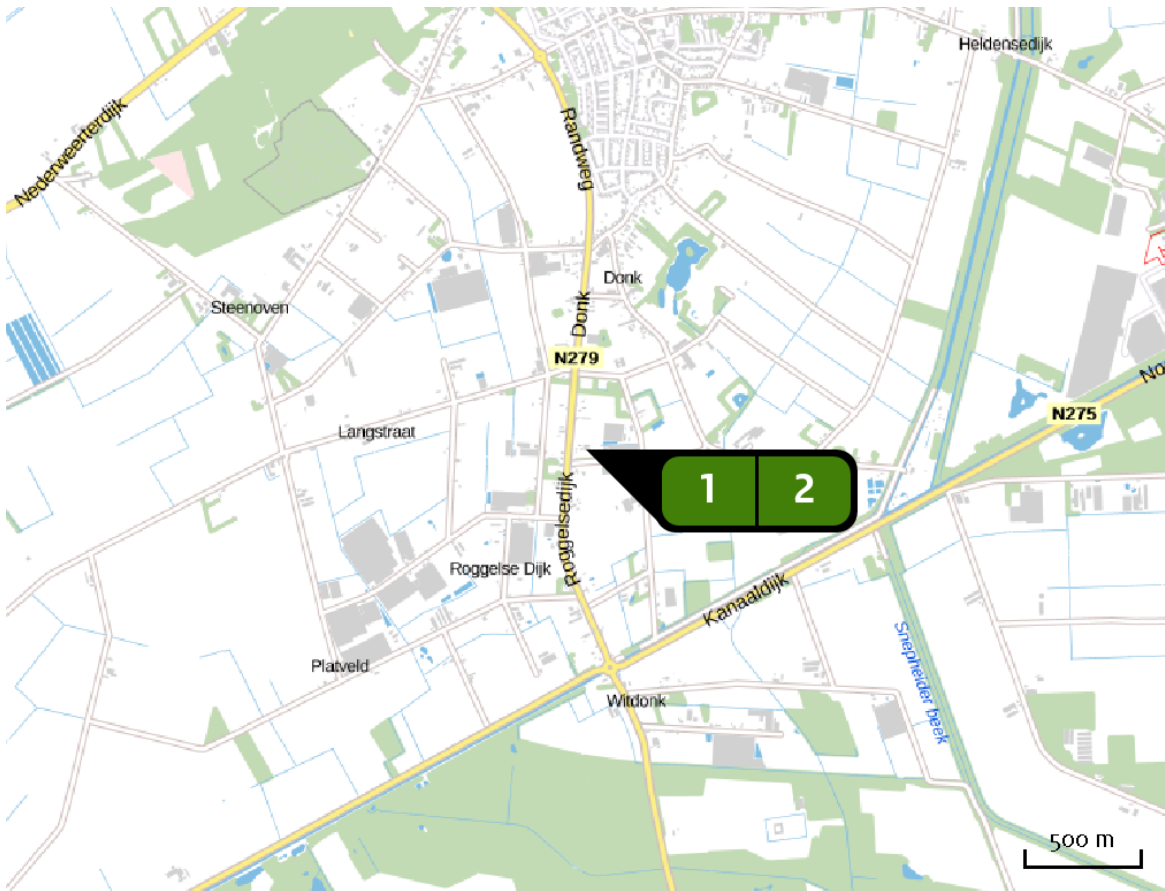 Heldensedijk
Nederweerterdijk
Randweg
Donk
Steenoven
Donk
N279
No
N275
Langstraat
1 2
Roggelsedijk
Roggelse Dijk
Kanaaldijk
Snepheider beek
Platveld
Witdonk
500 m